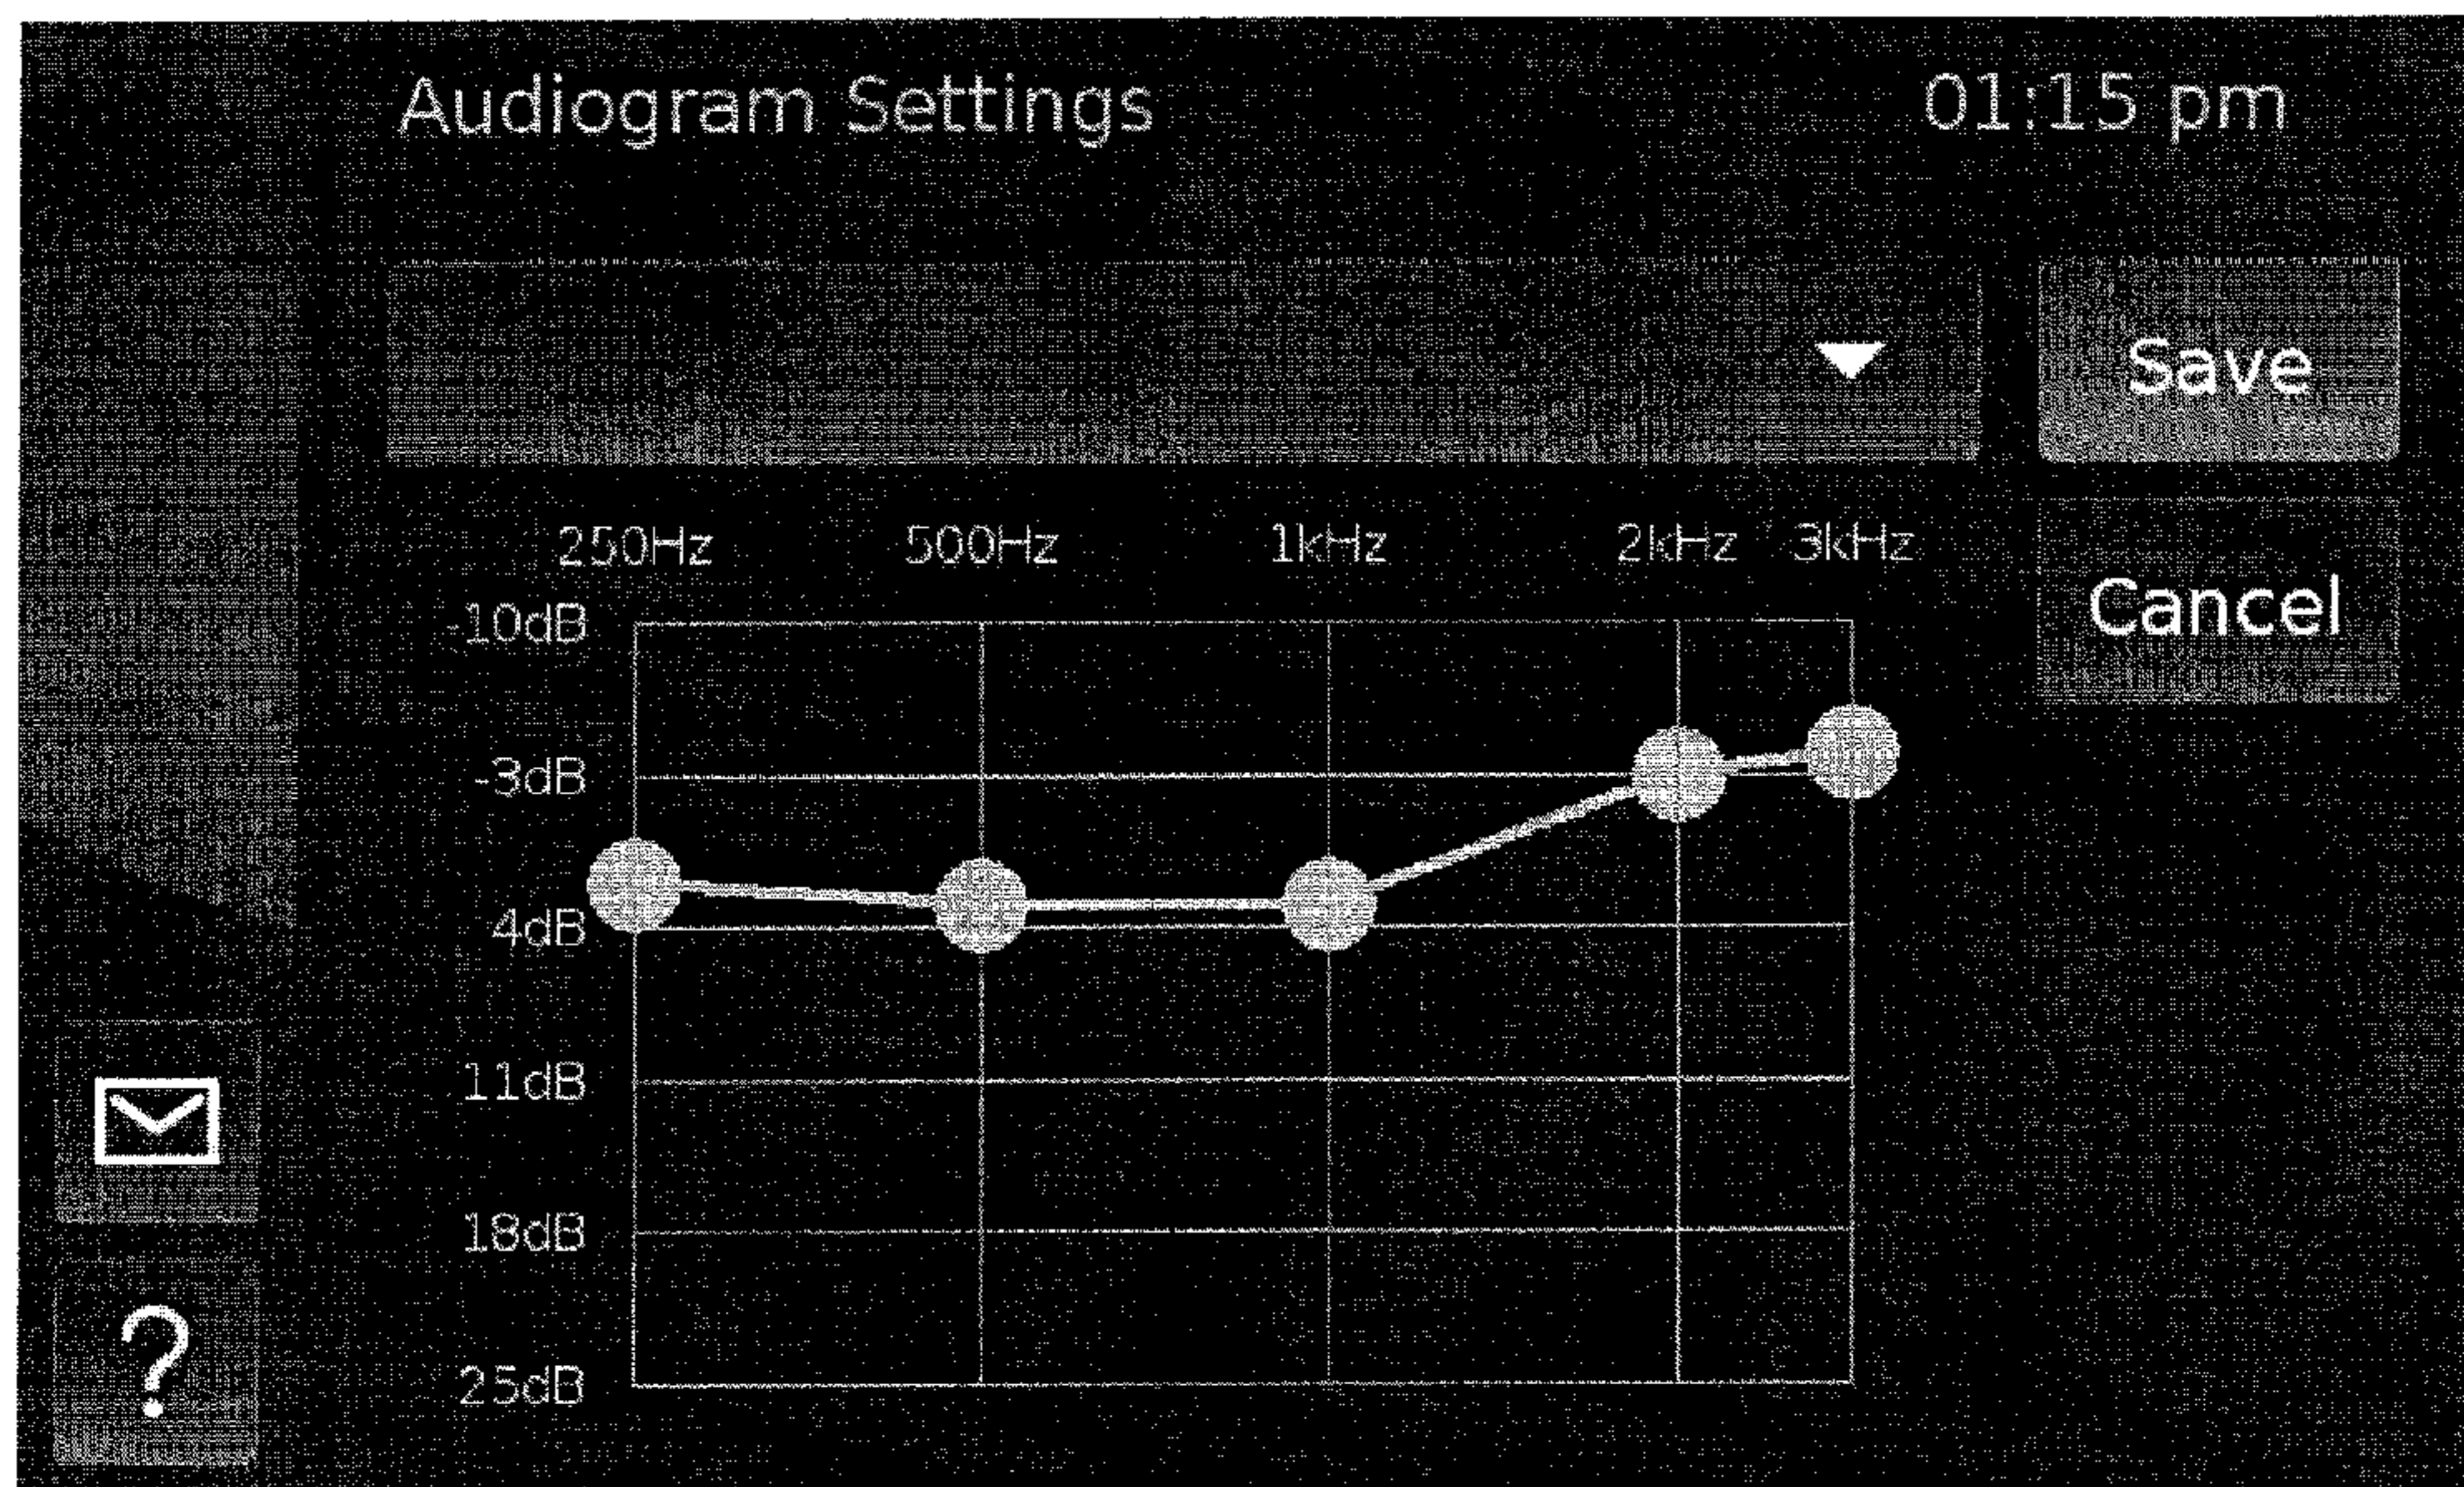 Audiogram Settings 01:15 pm
Save
250Hz 500Hz 1kHz 2kHz 3kHz
Cancel
-10dB
-3dB
4dB
11dB
18dB
25dB
?